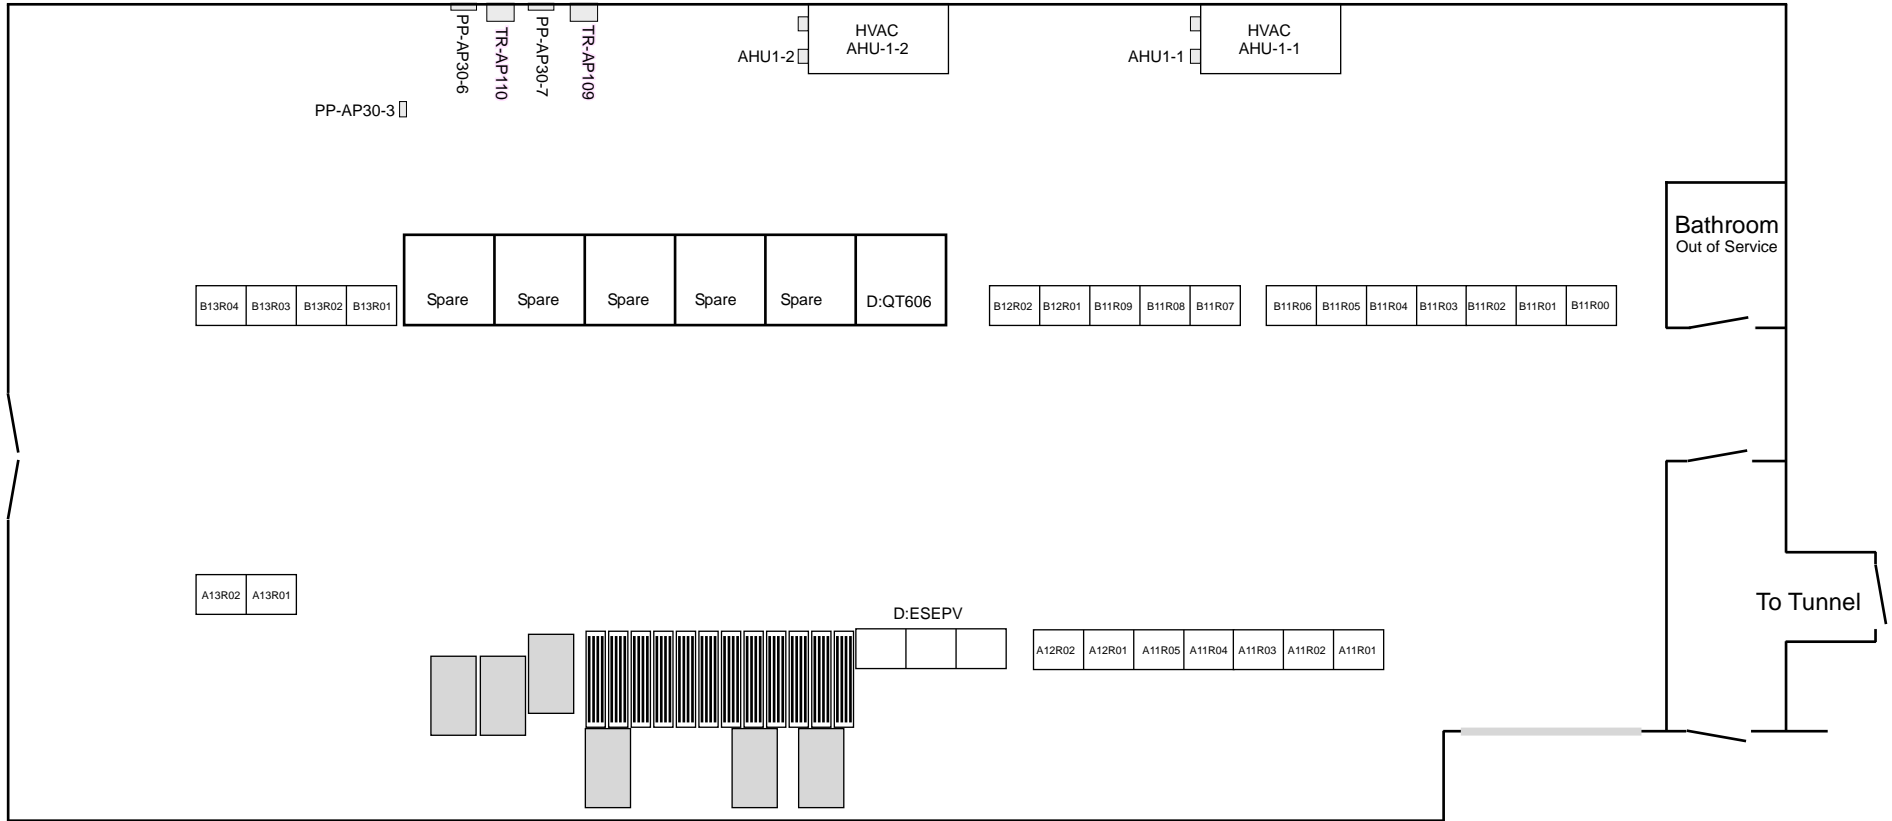 PP-AP30-6
TR-AP110
PP-AP30-7
TR-AP109
HVAC
AHU-1-2
AHU1-2
HVAC
AHU-1-1
AHU1-1
PP-AP30-3
Bathroom
Out of Service
Spare
Spare
Spare
Spare
Spare
D:QT606
B13R04
B13R03
B13R02
B13R01
B12R02
B12R01
B11R09
B11R08
B11R07
B11R06
B11R05
B11R04
B11R03
B11R02
B11R01
B11R00
A13R02
A13R01
To Tunnel
D:ESEPV
A12R02
A12R01
A11R05
A11R04
A11R03
A11R02
A11R01